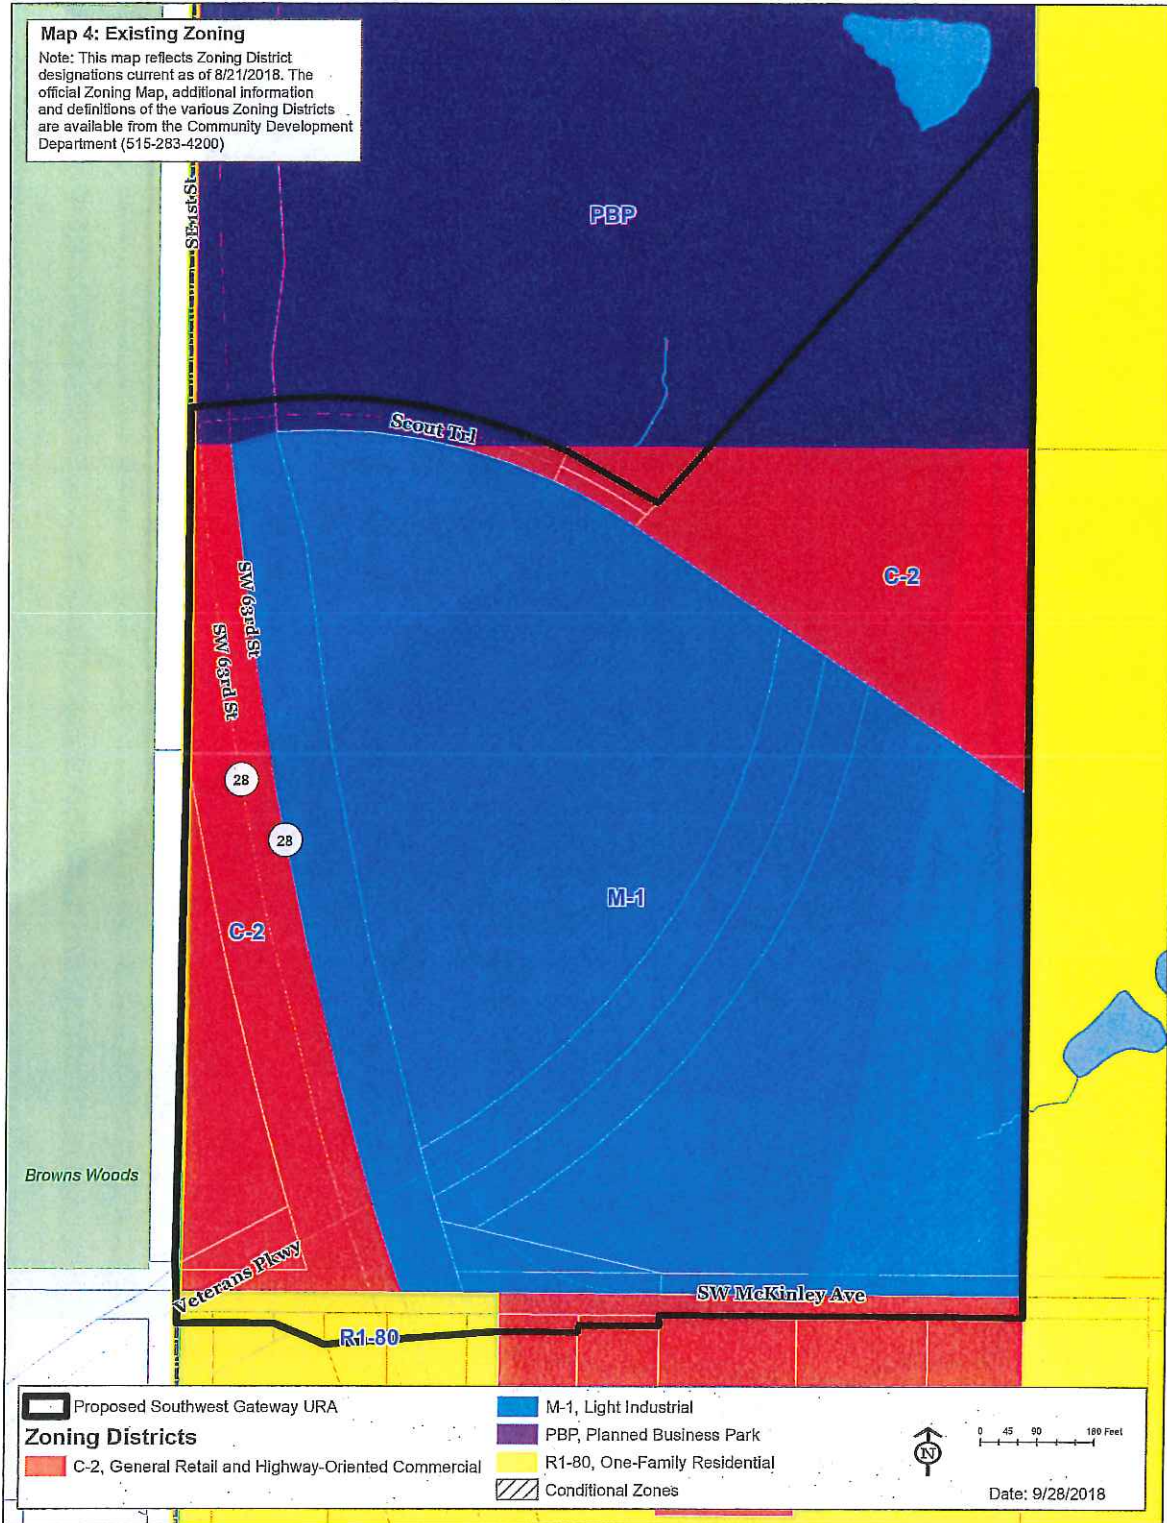 Map 4: Existing Zoning
Note: This map reflects Zoning District
designations current as of 8/21/2018. The
official Zoning Map, additional information
and definitions of the various Zoning Districts
are available from the Community Development
Department (515-283-4200)
SE 1st St
PBP
Scout Trl
C-2
SW 63rd St
SW 63rd St
28
28
M-1
C-2
Browns Woods
Veterans Pkwy
SW McKinley Ave
R1-80
Proposed Southwest Gateway URA
Zoning Districts
C-2, General Retail and Highway-Oriented Commercial
M-1, Light Industrial
PBP, Planned Business Park
R1-80, One-Family Residential
Conditional Zones
N
0 45 90 180 Feet
Date: 9/28/2018